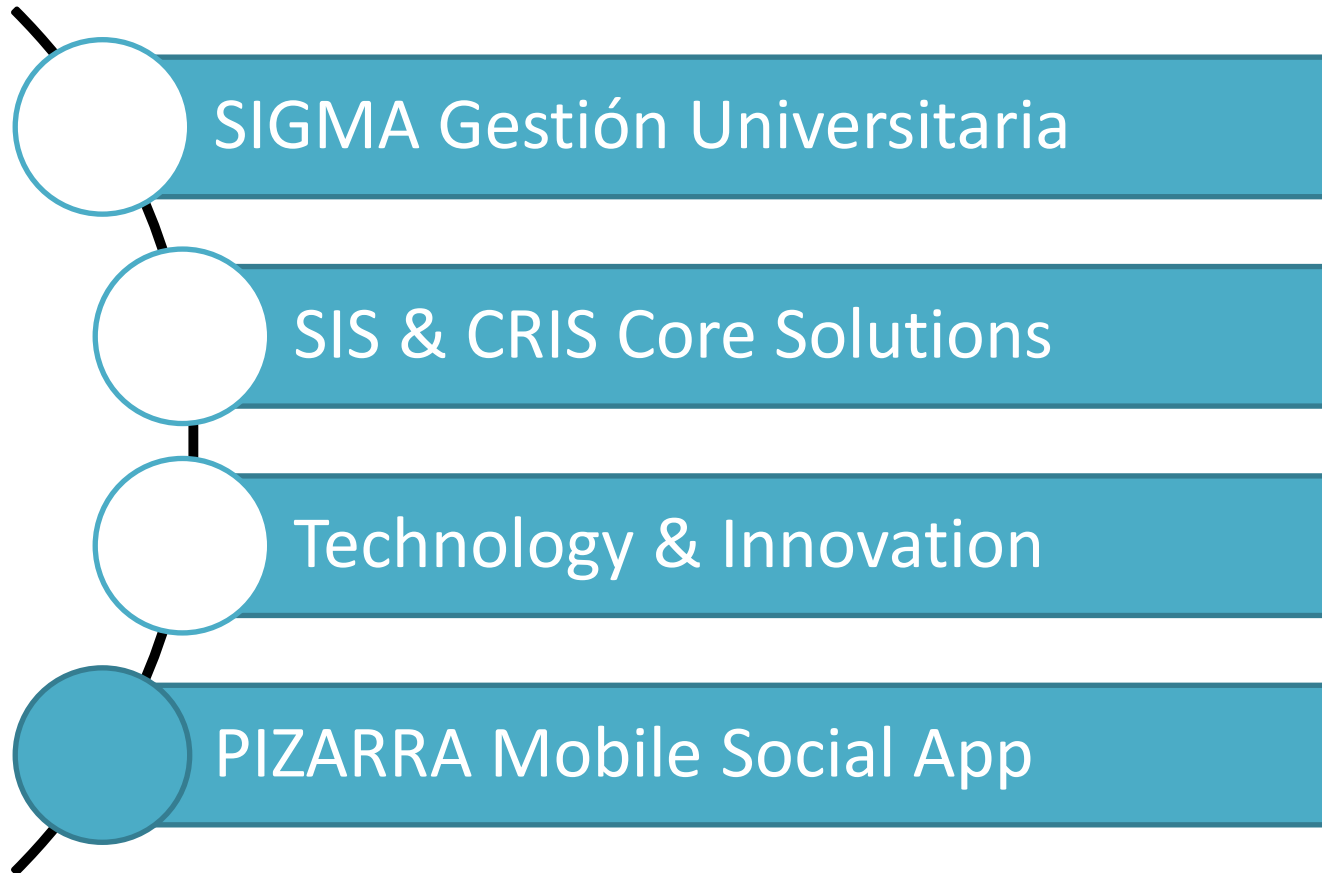 SIGMA Gestión Universitaria
SIS & CRIS Core Solutions
Technology & Innovation
PIZARRA Mobile Social App